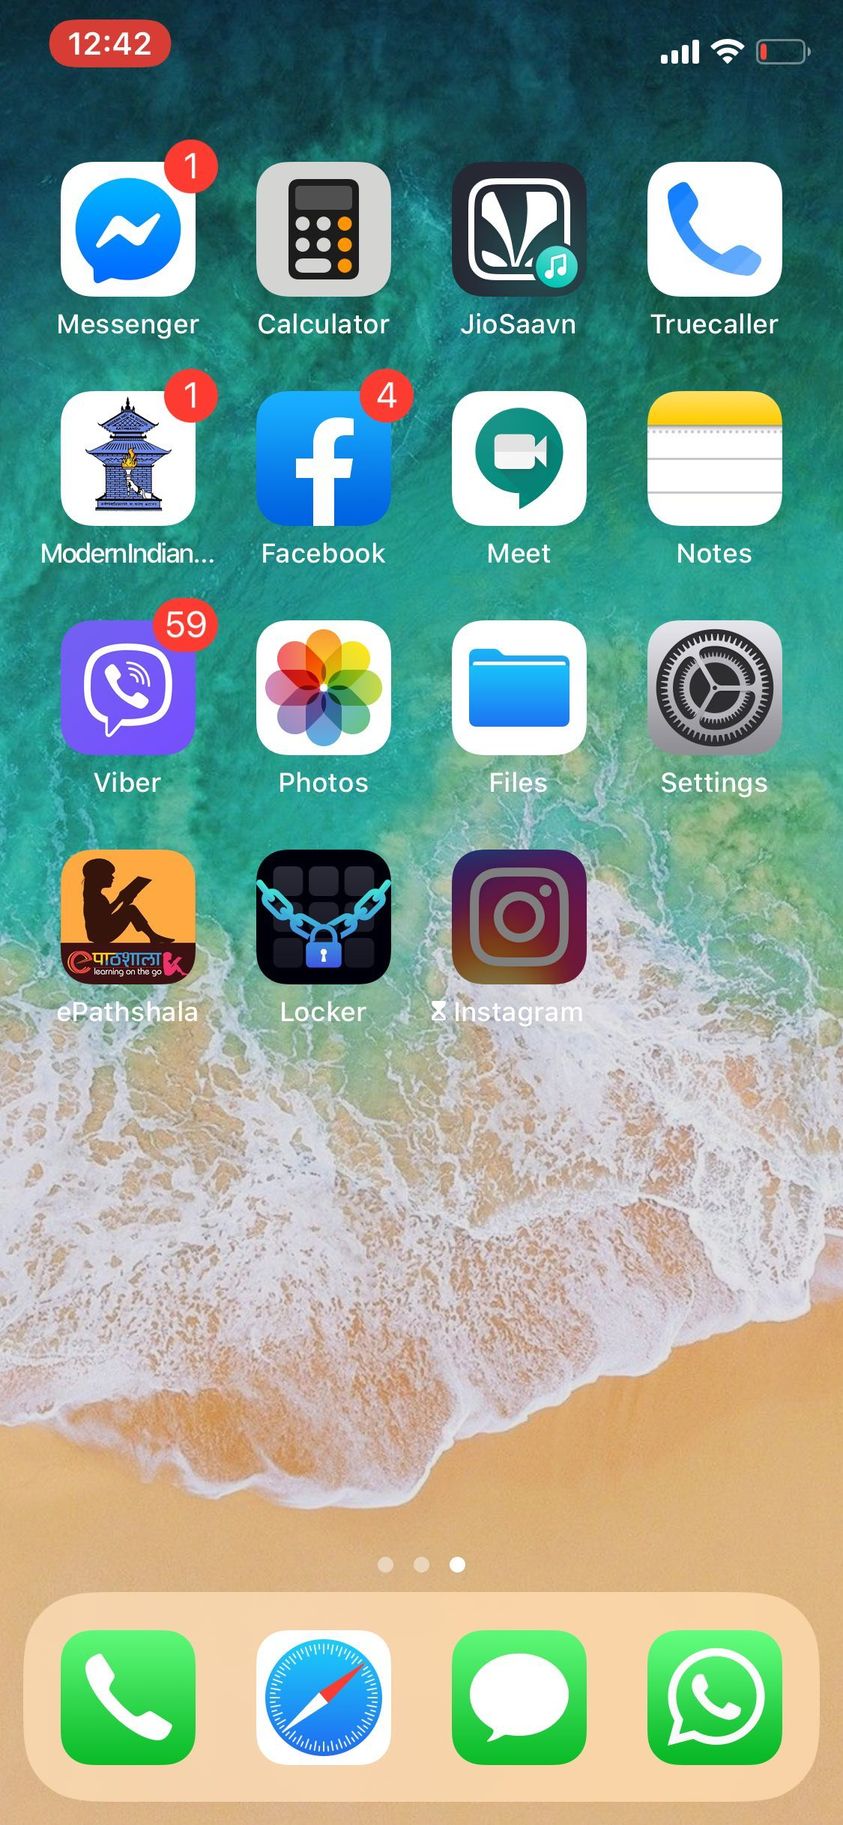 12:42
1
Messenger
Calculator
JioSaavn
Truecaller
1
4
ModernIndian...
Facebook
Meet
Notes
59
Viber
Photos
Files
Settings
eपाठशाला
learning on the go
ePathshala
Locker
Instagram